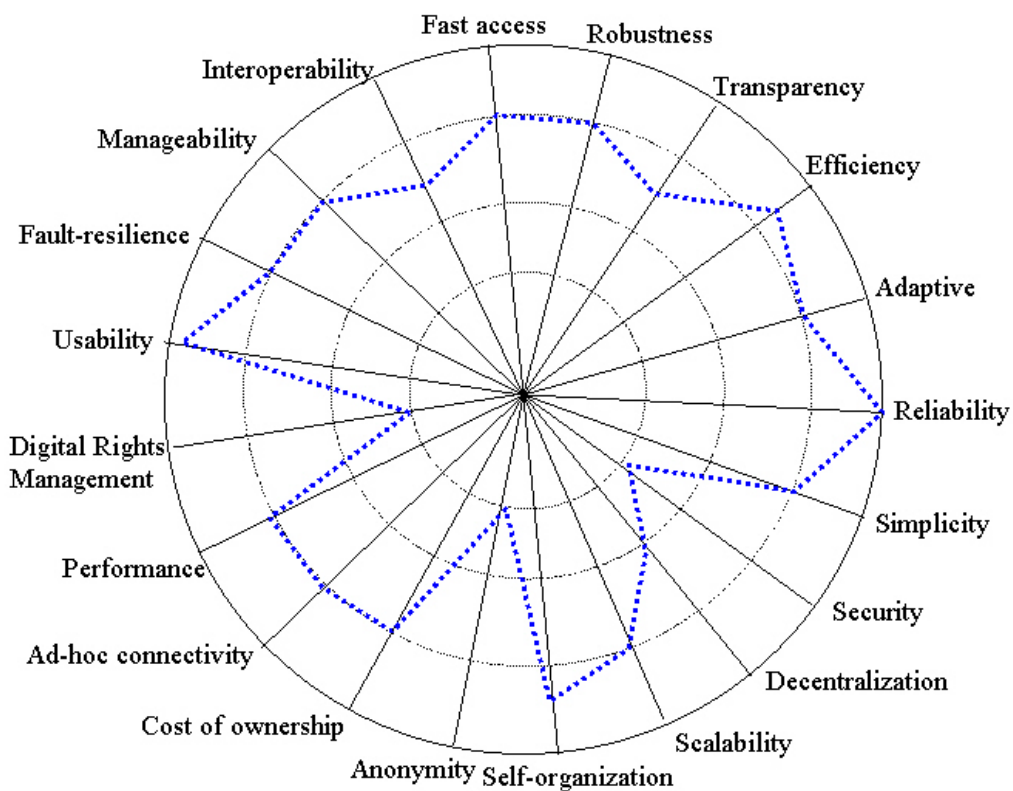 Fast access
Robustness
Transparency
Efficiency
Adaptive
Reliability
Simplicity
Security
Decentralization
Scalability
Self-organization
Anonymity
Cost of ownership
Ad-hoc connectivity
Performance
Digital Rights
Management
Usability
Fault-resilience
Manageability
Interoperability